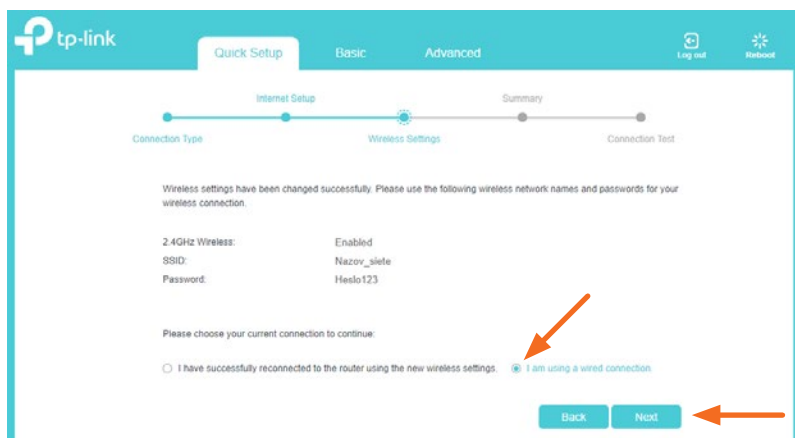 tp-link
Quick Setup Basic Advanced Log out Reboot
Internet Setup Summary
Connection Type Wireless Settings Connection Test
Wireless settings have been changed successfully. Please use the following wireless network names and passwords for your
wireless connection.
2.4GHz Wireless: Enabled
SSID: Nazov_siete
Password: Heslo123
Please choose your current connection to continue:
I have successfully reconnected to the router using the new wireless settings. I am using a wired connection
Back Next